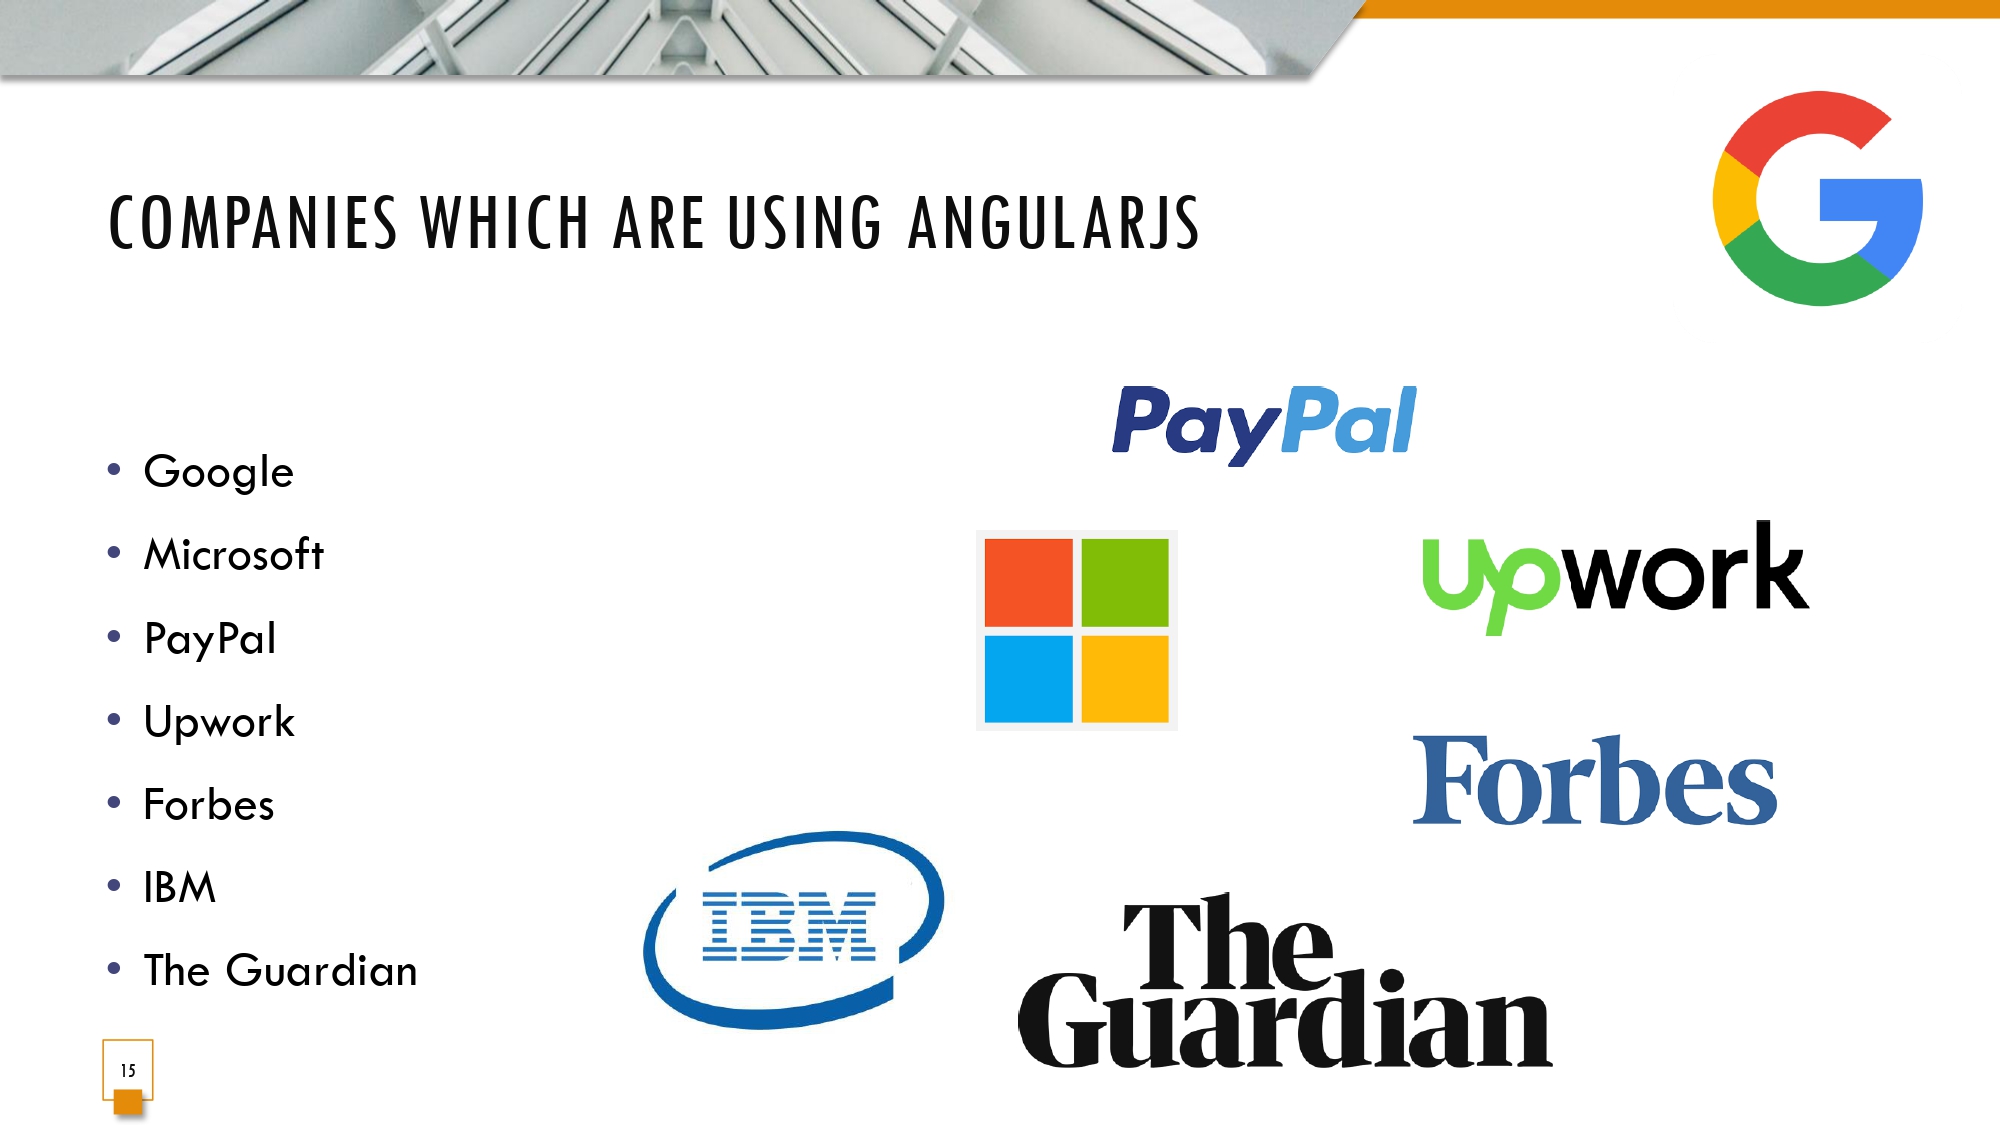 COMPANIES WHICH ARE USING ANGULARJS
• Google
• Microsoft
• PayPal
• Upwork
• Forbes
• IBM
• The Guardian
PayPal
upwork
Forbes
IBM
The
Guardian
15